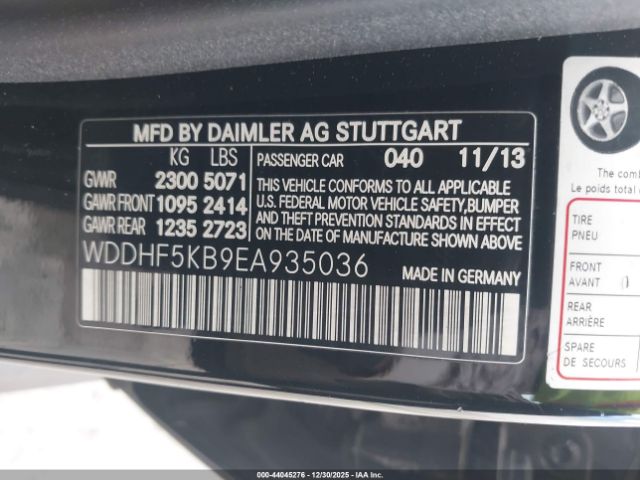 MFD BY DAIMLER AG STUTTGART
KG LBS
GVWR 2300 5071
GAWR FRONT 1095 2414
GAWR REAR 1235 2723
PASSENGER CAR 040 11/13
THIS VEHICLE CONFORMS TO ALL APPLICABLE
U.S. FEDERAL MOTOR VEHICLE SAFETY, BUMPER
AND THEFT PREVENTION STANDARDS IN EFFECT
ON THE DATE OF MANUFACTURE SHOWN ABOVE.
WDDHF5KB9EA935036
MADE IN GERMANY
The com
Le poids total
TIRE
PNEU
FRONT
AVANT
REAR
ARRIÈRE
SPARE
DE SECOURS
000-44045276 - 12/30/2025 - IAA Inc.